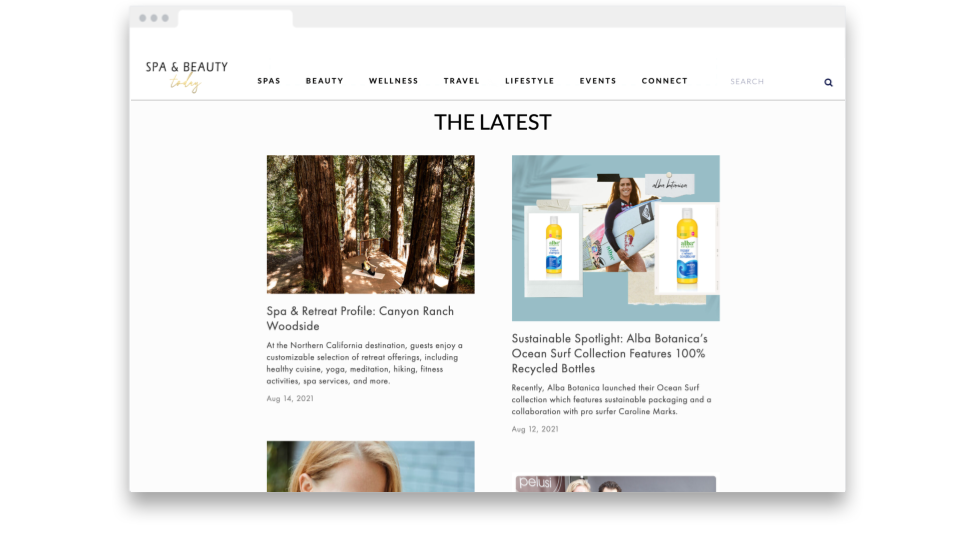 SPA & BEAUTY
today
SPAS
BEAUTY
WELLNESS
TRAVEL
LIFESTYLE
EVENTS
CONNECT
SEARCH
THE LATEST
Spa & Retreat Profile: Canyon Ranch
Woodside
At the Northern California destination, guests enjoy a
customizable selection of retreat offerings, including
healthy cuisine, yoga, meditation, hiking, fitness
activities, spa services, and more.
Aug 14, 2021
alba botanica
alba
alba
Sustainable Spotlight: Alba Botanica’s
Ocean Surf Collection Features 100%
Recycled Bottles
Recently, Alba Botanica launched their Ocean Surf
collection which features sustainable packaging and a
collaboration with pro surfer Caroline Marks.
Aug 12, 2021
pelusi